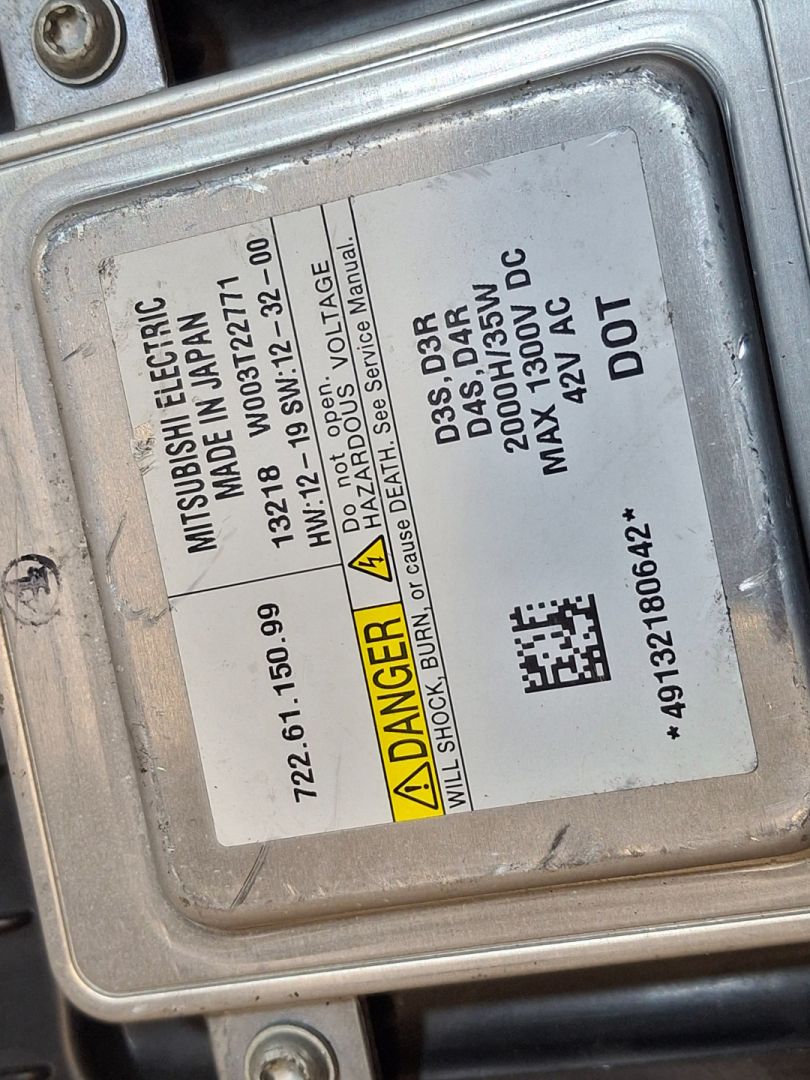 722.61.150.99
MITSUBISHI ELECTRIC
MADE IN JAPAN
13218 W003T22771
HW:12-19 SW:12-32-00
DANGER
Do not open.
HAZARDOUS VOLTAGE
WILL SHOCK, BURN, or cause DEATH. See Service Manual.
D3S, D3R
D4S, D4R
2000H/35W
MAX 1300V DC
42V AC
*49132180642*
DOT